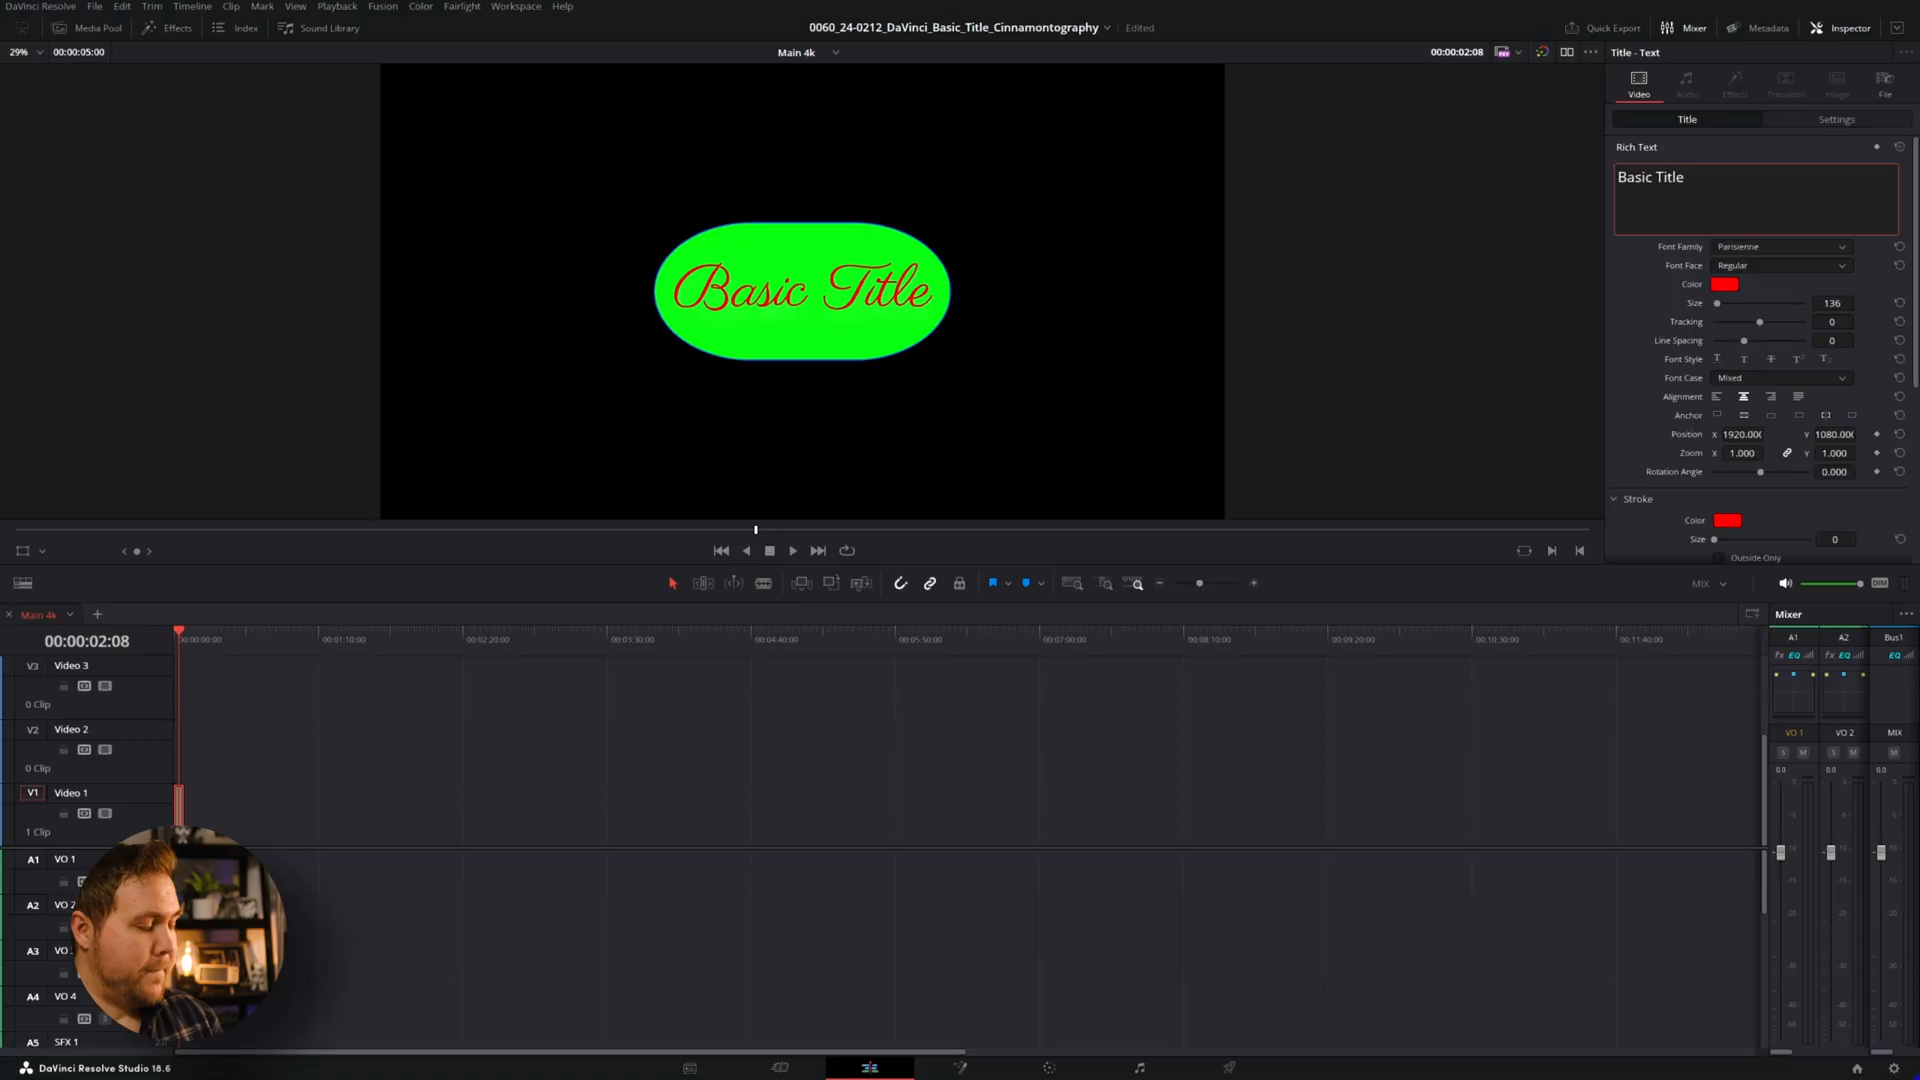 DaVinci Resolve File Edit Trim Timeline Clip Mark View Playback Fusion Color Fairlight Workspace Help
Media Pool Effects Index Sound Library 0060_24-0212_DaVinci_Basic_Title_Cinnamontography Edited Quick Export Mixer Metadata Inspector
29% 00:00:05:00 Main 4k 00:00:02:08 Title - Text
Video Audio Effects Transition Image File
Title Settings
Rich Text
Basic Title
Basic Title
Font Family Parisienne
Font Face Regular
Color
Size 136
Tracking 0
Line Spacing 0
Font Style
Font Case Mixed
Alignment
Anchor
Position X 1920.00 Y 1080.00
Zoom X 1.000 Y 1.000
Rotation Angle 0.000
Stroke
Color
Size 0
Outside Only
MIX DIM
Main 4k
00:00:02:08 00:00:00:00 00:01:10:00 00:02:20:00 00:03:30:00 00:04:40:00 00:05:50:00 00:07:00:00 00:08:10:00 00:09:20:00 00:10:30:00 00:11:40:00
V3 Video 3
0 Clip
V2 Video 2
0 Clip
V1 Video 1
1 Clip
A1 VO 1
A2 VO 2
A3 VO
A4 VO 4
A5 SFX 1 2.0
Mixer
A1 A2 Bus1
fx EQ fx EQ EQ
VO 1 VO 2 MIX
S M S M M
0.0 0.0 0.0
DaVinci Resolve Studio 18.6